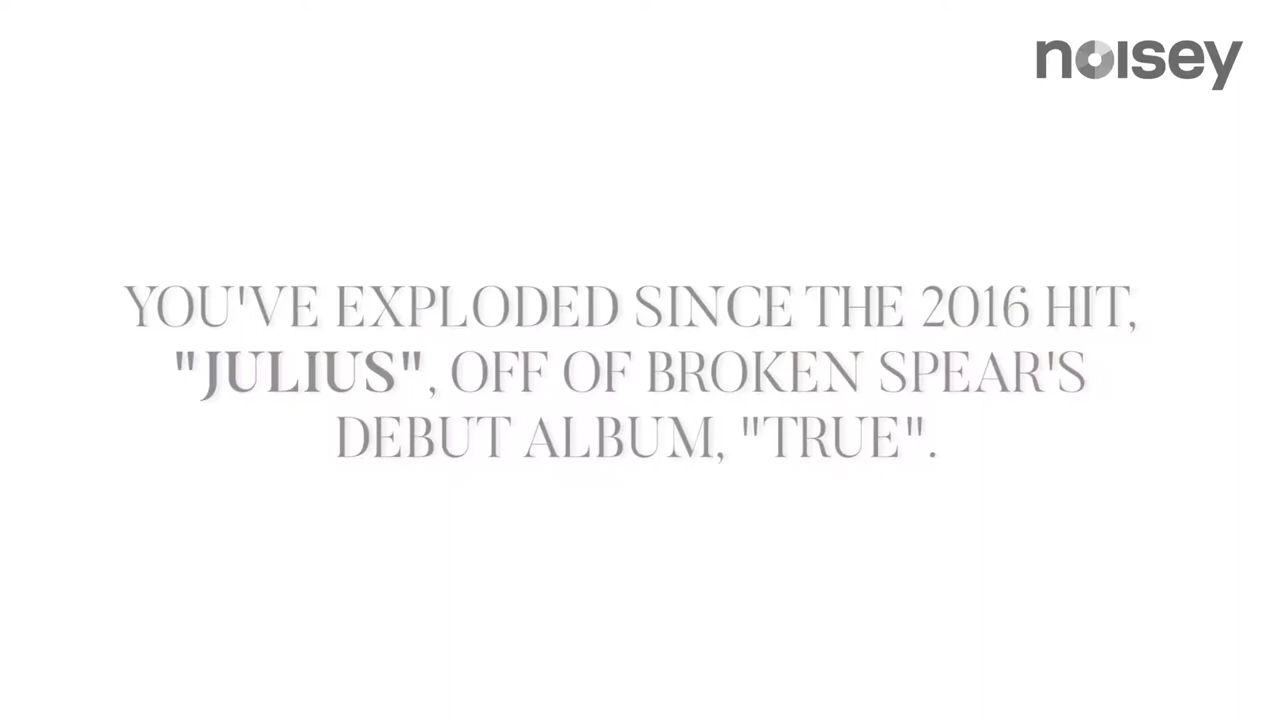 noisey
YOU'VE EXPLODED SINCE THE 2016 HIT,
"JULIUS", OFF OF BROKEN SPEAR'S
DEBUT ALBUM, "TRUE".